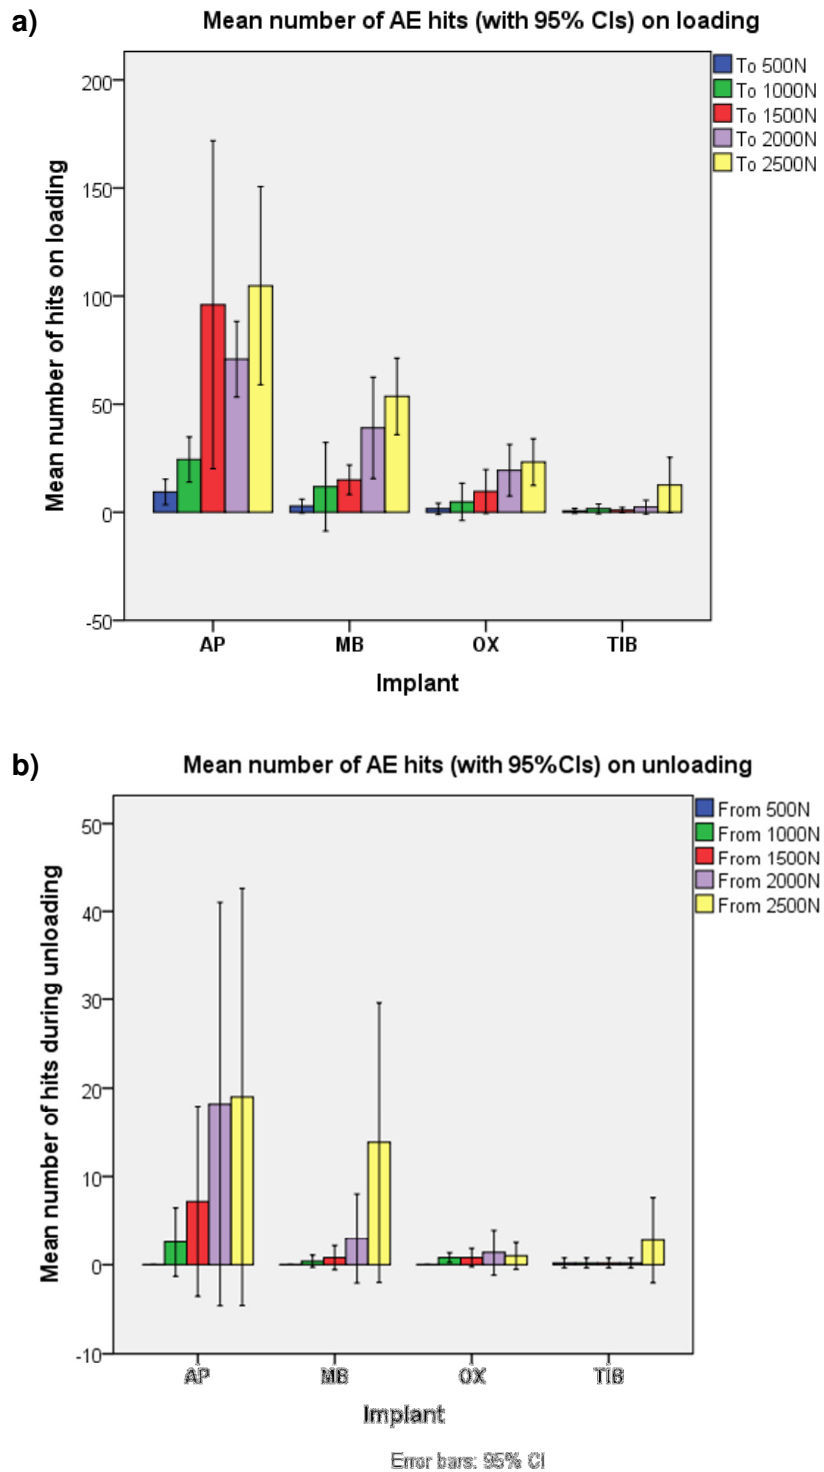 a)
Mean number of AE hits (with 95% CIs) on loading
To 500N
To 1000N
To 1500N
To 2000N
To 2500N
Mean number of hits on loading
200
150
100
50
0
-50
AP MB OX TIB
Implant
b)
Mean number of AE hits (with 95%CIs) on unloading
From 500N
From 1000N
From 1500N
From 2000N
From 2500N
Mean number of hits during unloading
50
40
30
20
10
0
-10
AP MB OX TIB
Implant
Error bars: 95% CI